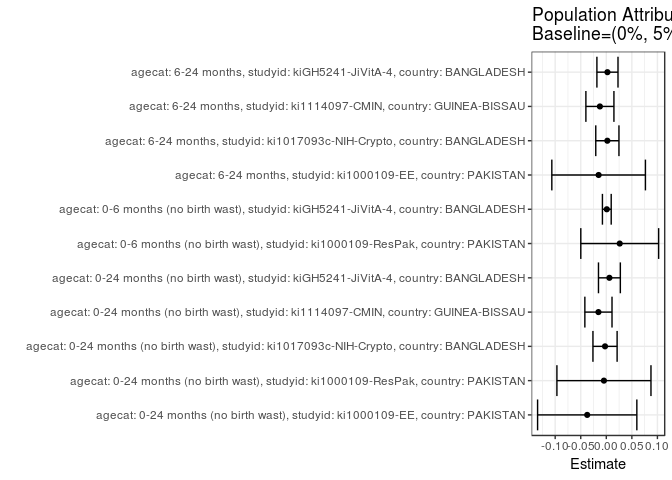 Population Attribu
Baseline=(0%, 5%
agecat: 6-24 months, studyid: kiGH5241-JiVitA-4, country: BANGLADESH
agecat: 6-24 months, studyid: ki1114097-CMIN, country: GUINEA-BISSAU
agecat: 6-24 months, studyid: ki1017093c-NIH-Crypto, country: BANGLADESH
agecat: 6-24 months, studyid: ki1000109-EE, country: PAKISTAN
agecat: 0-6 months (no birth wast), studyid: kiGH5241-JiVitA-4, country: BANGLADESH
agecat: 0-6 months (no birth wast), studyid: ki1000109-ResPak, country: PAKISTAN
agecat: 0-24 months (no birth wast), studyid: kiGH5241-JiVitA-4, country: BANGLADESH
agecat: 0-24 months (no birth wast), studyid: ki1114097-CMIN, country: GUINEA-BISSAU
agecat: 0-24 months (no birth wast), studyid: ki1017093c-NIH-Crypto, country: BANGLADESH
agecat: 0-24 months (no birth wast), studyid: ki1000109-ResPak, country: PAKISTAN
agecat: 0-24 months (no birth wast), studyid: ki1000109-EE, country: PAKISTAN
-0.10 -0.05 0.00 0.05 0.10
Estimate